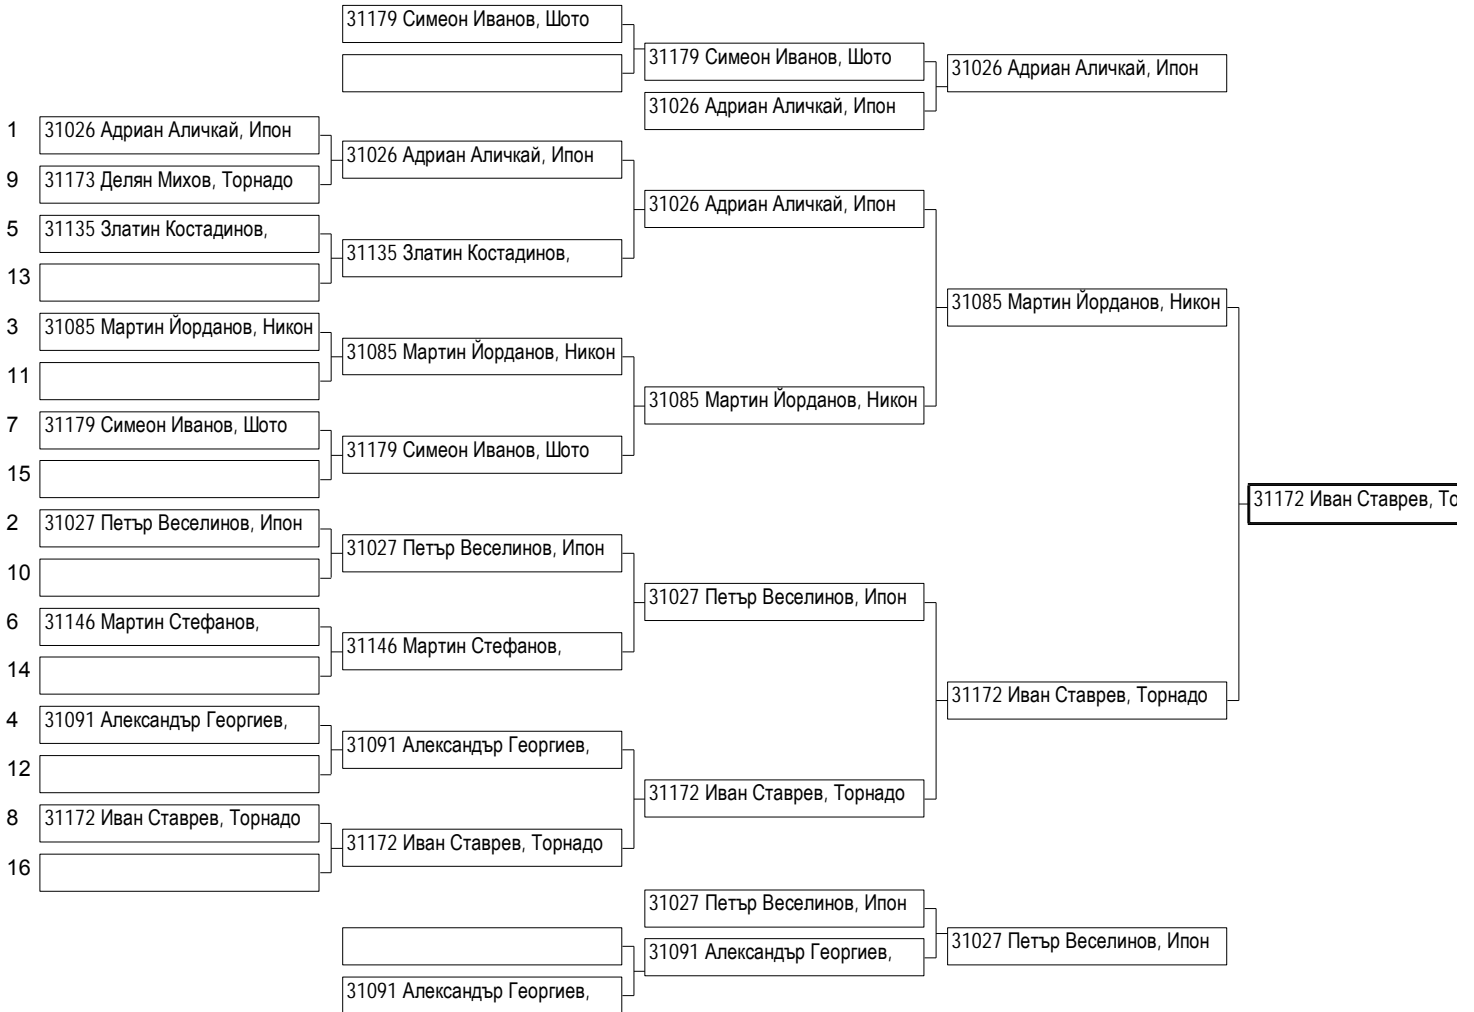 31179 Симеон Иванов, Шото
31179 Симеон Иванов, Шото
31026 Адриан Аличкай, Ипон
31026 Адриан Аличкай, Ипон
1 31026 Адриан Аличкай, Ипон
31026 Адриан Аличкай, Ипон
9 31173 Делян Михов, Торнадо
31026 Адриан Аличкай, Ипон
5 31135 Златин Костадинов,
31135 Златин Костадинов,
13
31085 Мартин Йорданов, Никон
3 31085 Мартин Йорданов, Никон
31085 Мартин Йорданов, Никон
11
31085 Мартин Йорданов, Никон
7 31179 Симеон Иванов, Шото
31179 Симеон Иванов, Шото
15
31172 Иван Ставрев, То
2 31027 Петър Веселинов, Ипон
31027 Петър Веселинов, Ипон
10
31027 Петър Веселинов, Ипон
6 31146 Мартин Стефанов,
31146 Мартин Стефанов,
14
31172 Иван Ставрев, Торнадо
4 31091 Александър Георгиев,
31091 Александър Георгиев,
12
31172 Иван Ставрев, Торнадо
8 31172 Иван Ставрев, Торнадо
31172 Иван Ставрев, Торнадо
16
31027 Петър Веселинов, Ипон
31091 Александър Георгиев,
31027 Петър Веселинов, Ипон
31091 Александър Георгиев,